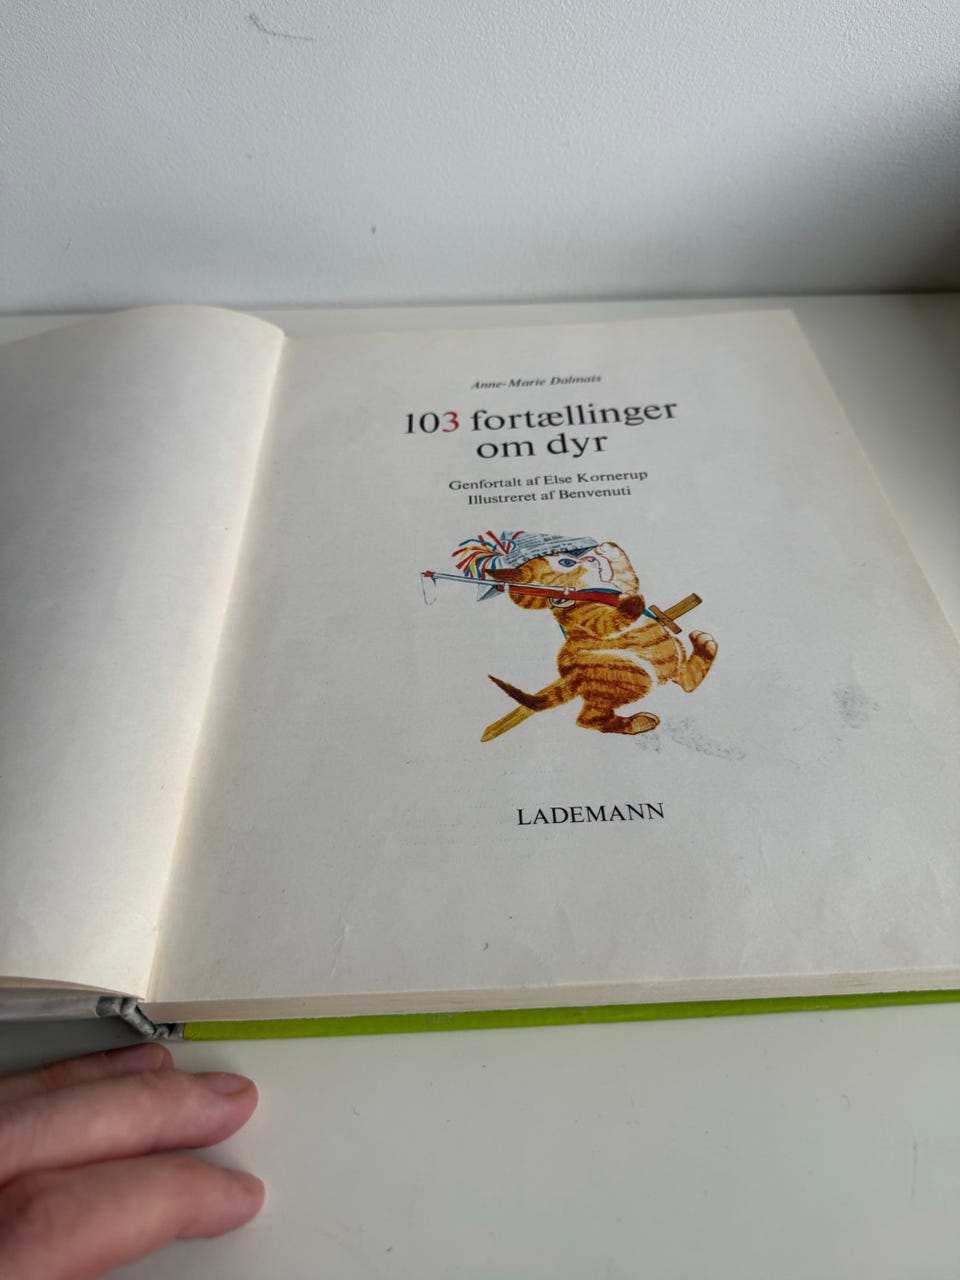 Anne-Marie Dalmais
103 fortællinger
om dyr
Genfortalt af Else Kornerup
Illustreret af Benvenuti
LADEMANN